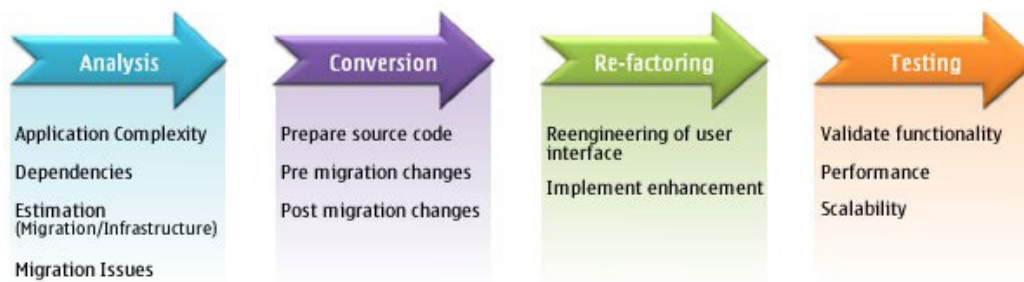 Analysis
Application Complexity
Dependencies
Estimation
(Migration/Infrastructure)
Migration Issues
Conversion
Prepare source code
Pre migration changes
Post migration changes
Re-factoring
Reengineering of user
interface
Implement enhancement
Testing
Validate functionality
Performance
Scalability